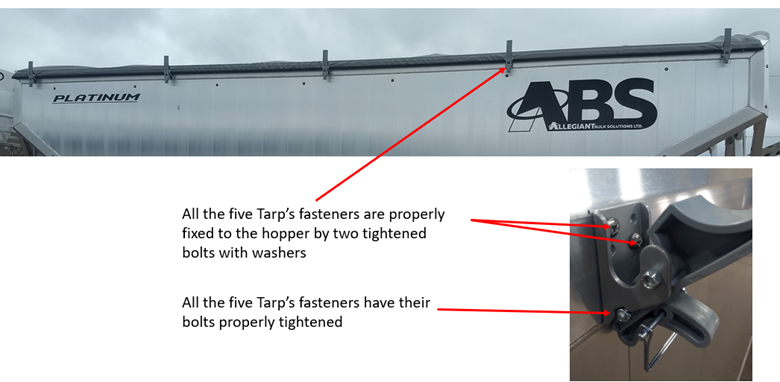 PLATINUM
ABS
ALLEGIANT BULK SOLUTIONS LTD.
All the five Tarp's fasteners are properly
fixed to the hopper by two tightened
bolts with washers
All the five Tarp's fasteners have their
bolts properly tightened